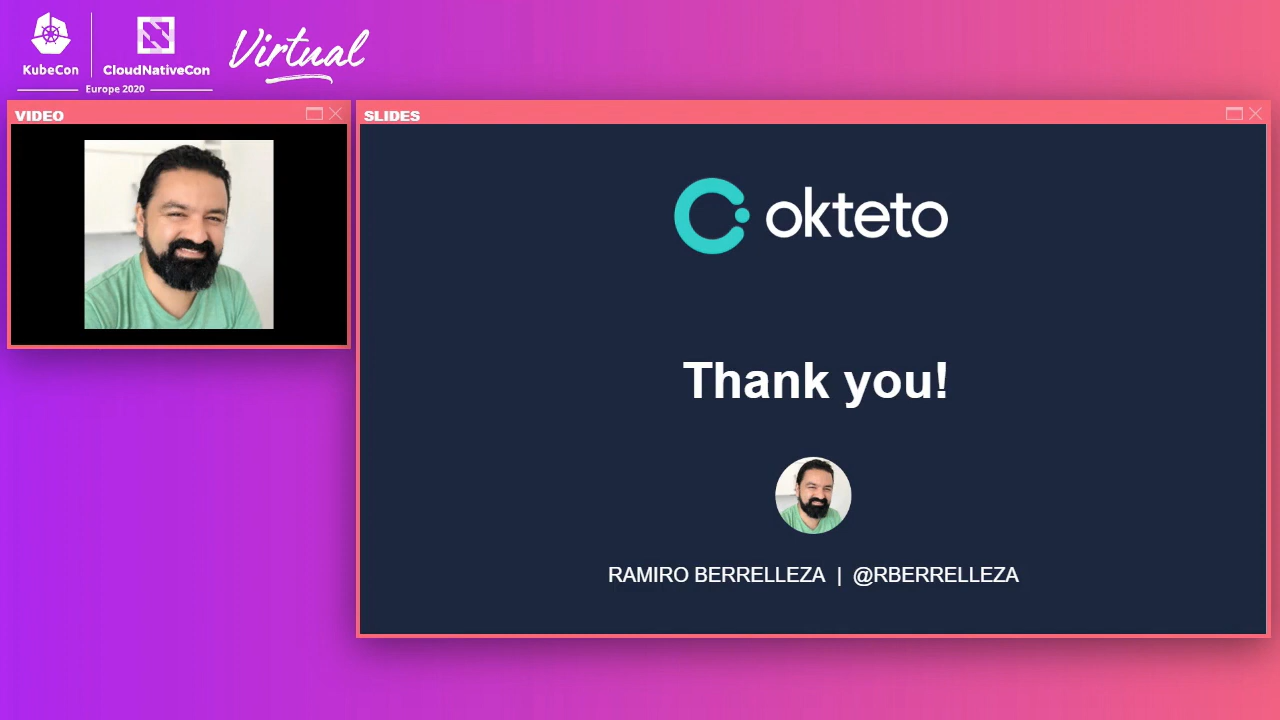 KubeCon
CloudNativeCon
Virtual
Europe 2020
VIDEO
SLIDES
okteto
Thank you!
RAMIRO BERRELLEZA | @RBERRELLEZA